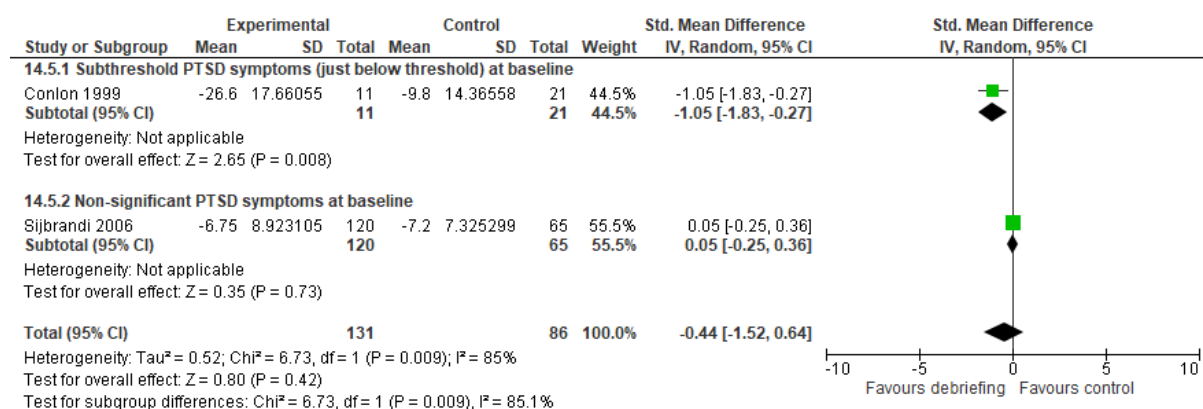 Experimental Control Std. Mean Difference Std. Mean Difference
Study or Subgroup Mean SD Total Mean SD Total Weight IV, Random, 95% CI IV, Random, 95% CI
14.5.1 Subthreshold PTSD symptoms (just below threshold) at baseline
Conlon 1999 -26.6 17.66055 11 -9.8 14.36558 21 44.5% -1.05 [-1.83, -0.27]
Subtotal (95% CI) 11 21 44.5% -1.05 [-1.83, -0.27]
Heterogeneity: Not applicable
Test for overall effect: Z = 2.65 (P = 0.008)
14.5.2 Non-significant PTSD symptoms at baseline
Sijbrandi 2006 -6.75 8.923105 120 -7.2 7.325299 65 55.5% 0.05 [-0.25, 0.36]
Subtotal (95% CI) 120 65 55.5% 0.05 [-0.25, 0.36]
Heterogeneity: Not applicable
Test for overall effect: Z = 0.35 (P = 0.73)
Total (95% CI) 131 86 100.0% -0.44 [-1.52, 0.64]
Heterogeneity: Tau² = 0.52; Chi² = 6.73, df = 1 (P = 0.009); I² = 85%
Test for overall effect: Z = 0.80 (P = 0.42)
Test for subgroup differences: Chi² = 6.73, df = 1 (P = 0.009), I² = 85.1%
-10 -5 0 5 10
Favours debriefing Favours control